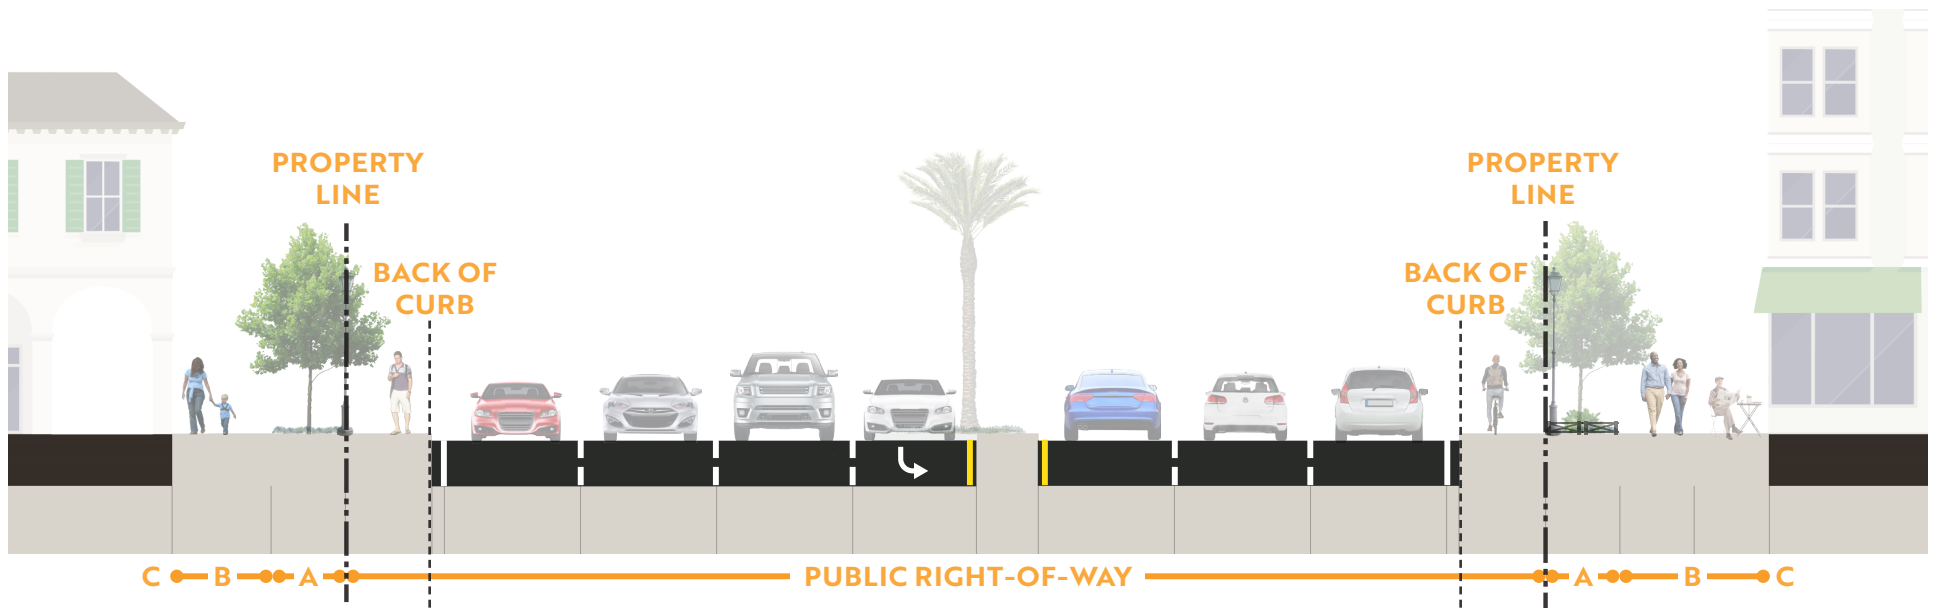 PROPERTY
LINE
PROPERTY
LINE
BACK OF
CURB
BACK OF
CURB
C B A PUBLIC RIGHT-OF-WAY A B C